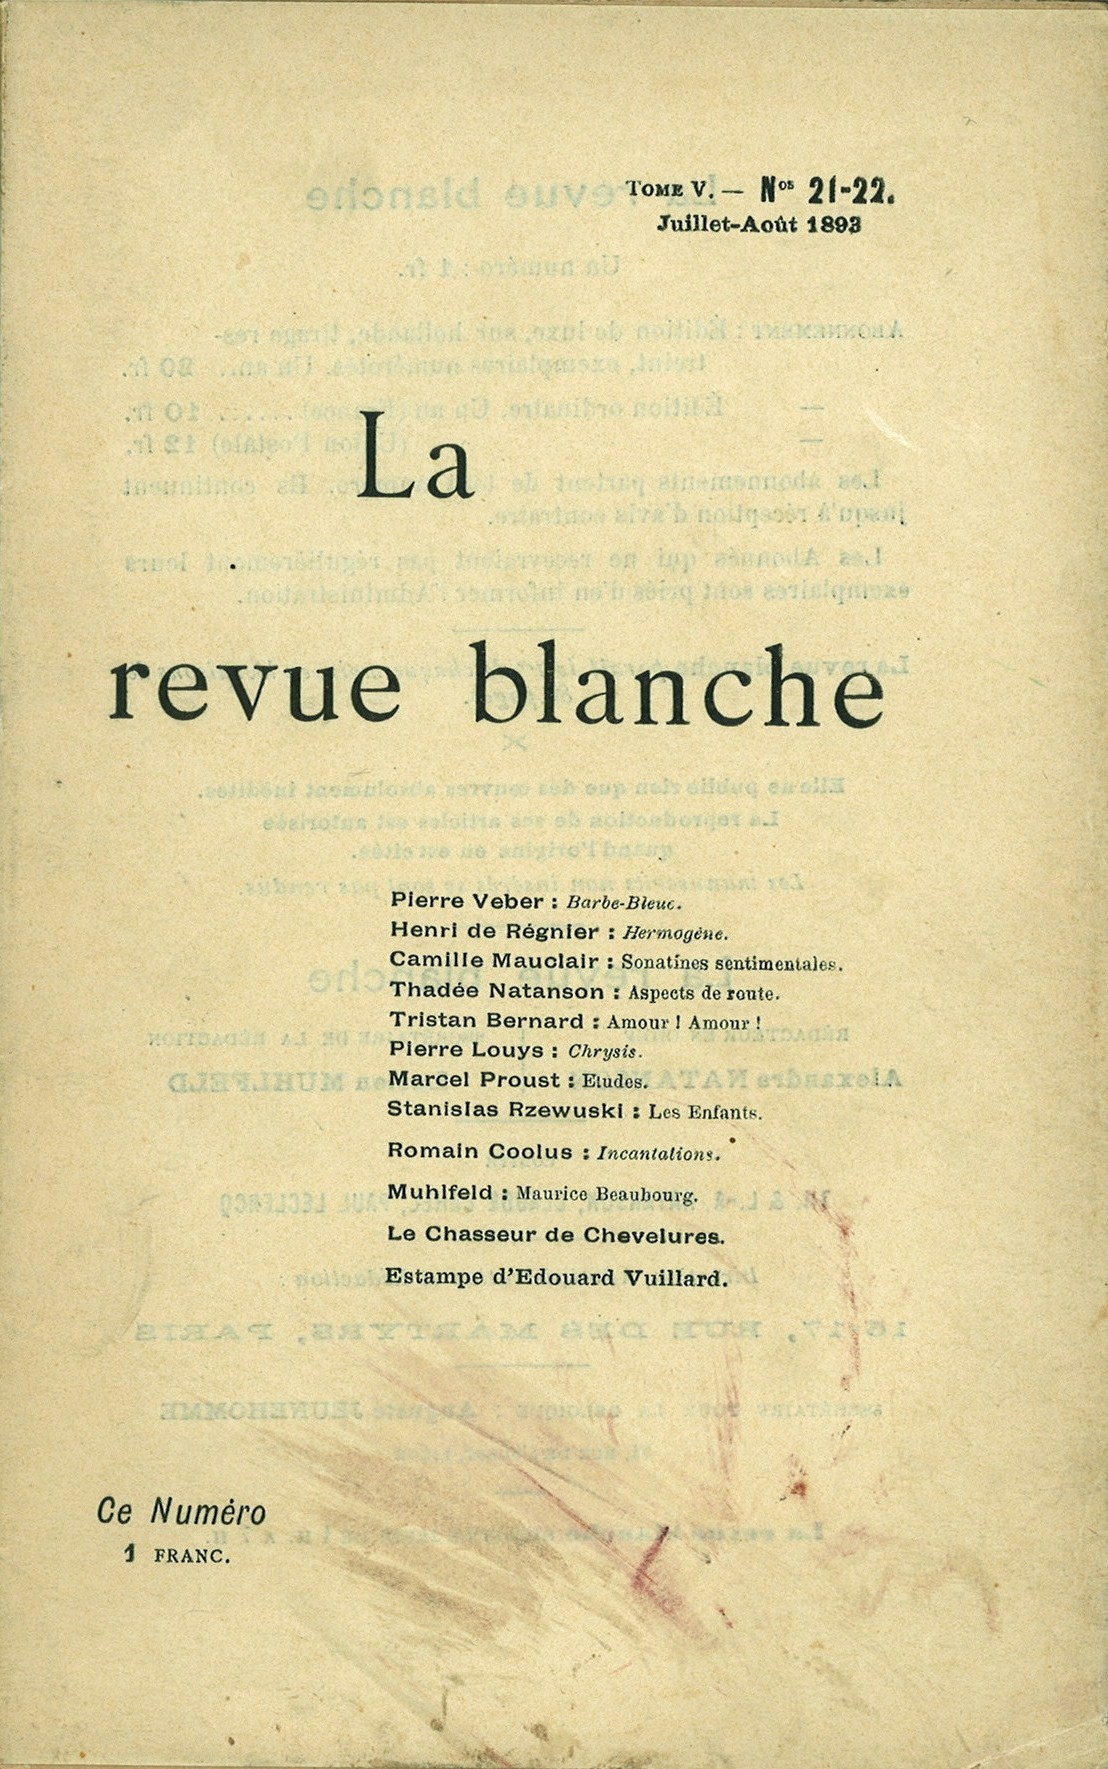 Tome V. — Nos 21-22.
Juillet-Août 1893
La
revue blanche
Pierre Veber : Barbe-Bleue.
Henri de Régnier : Hermogène.
Camille Mauclair : Sonatines sentimentales.
Thadée Natanson : Aspects de route.
Tristan Bernard : Amour ! Amour !
Pierre Louys : Chrysis.
Marcel Proust : Etudes.
Stanislas Rzewuski : Les Enfants.
Romain Coolus : Incantations.
Muhlfeld : Maurice Beaubourg.
Le Chasseur de Chevelures.
Estampe d'Edouard Vuillard.
Ce Numéro
1 FRANC.